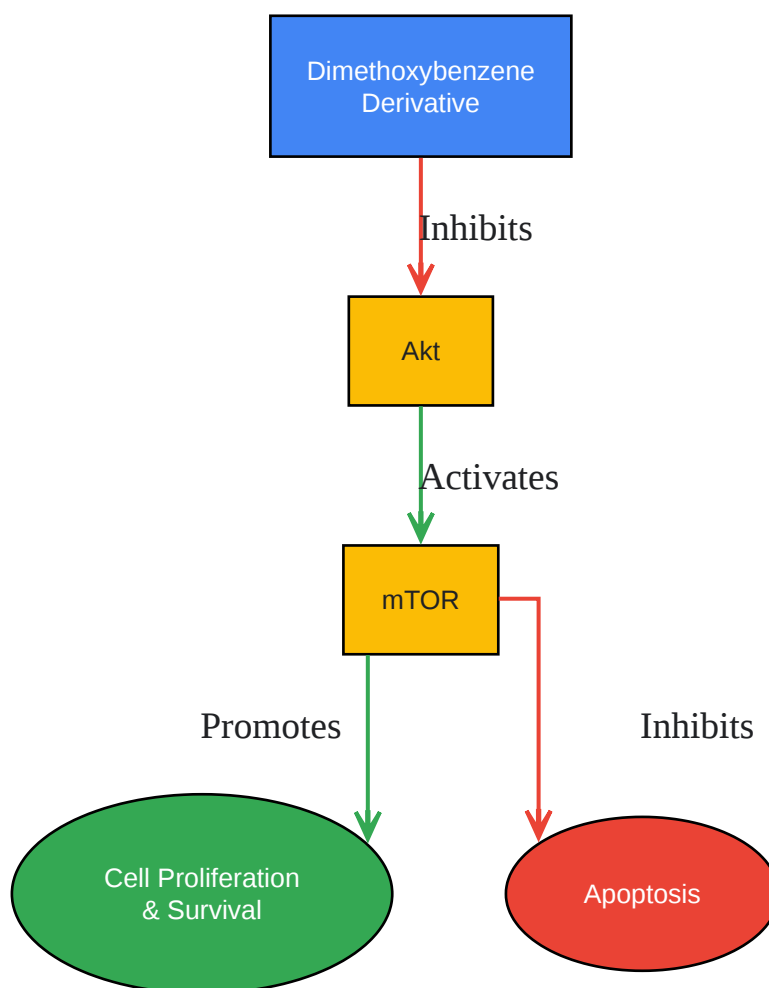 Dimethoxybenzene
Derivative
Inhibits
Akt
Activates
mTOR
Promotes
Inhibits
Cell Proliferation
& Survival
Apoptosis